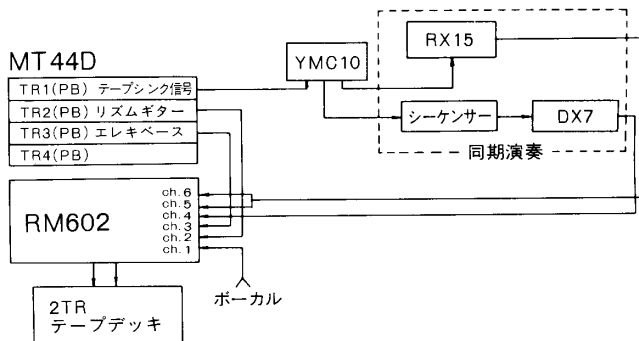 MT44D
TR1(PB) テープシンク信号
TR2(PB) リズムギター
TR3(PB) エレキベース
TR4(PB)
YMC10
RX15
シーケンサー
DX7
同期演奏
RM602
ch.6
ch.5
ch.4
ch.3
ch.2
ch.1
ボーカル
2TR
テープデッキ